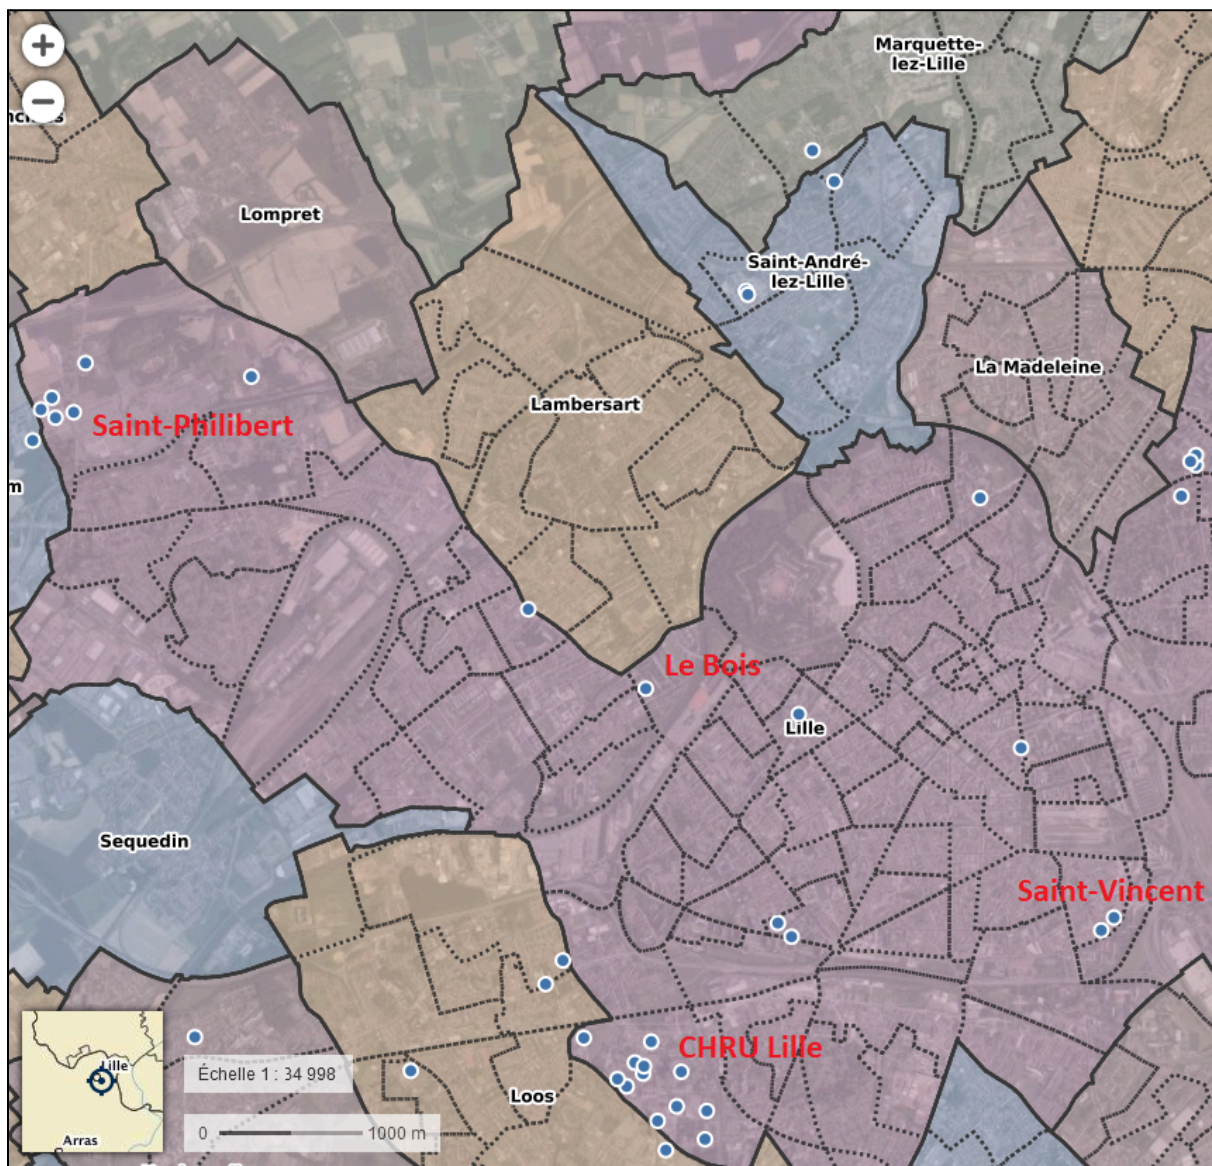 +
−
Marquette-
lez-Lille
Lompret
Saint-André-
lez-Lille
La Madeleine
Lambersart
Saint-Philibert
m
Le Bois
Lille
Sequedin
Saint-Vincent
CHRU Lille
Loos
Lille
Arras
Échelle 1 : 34 998
0 1000 m